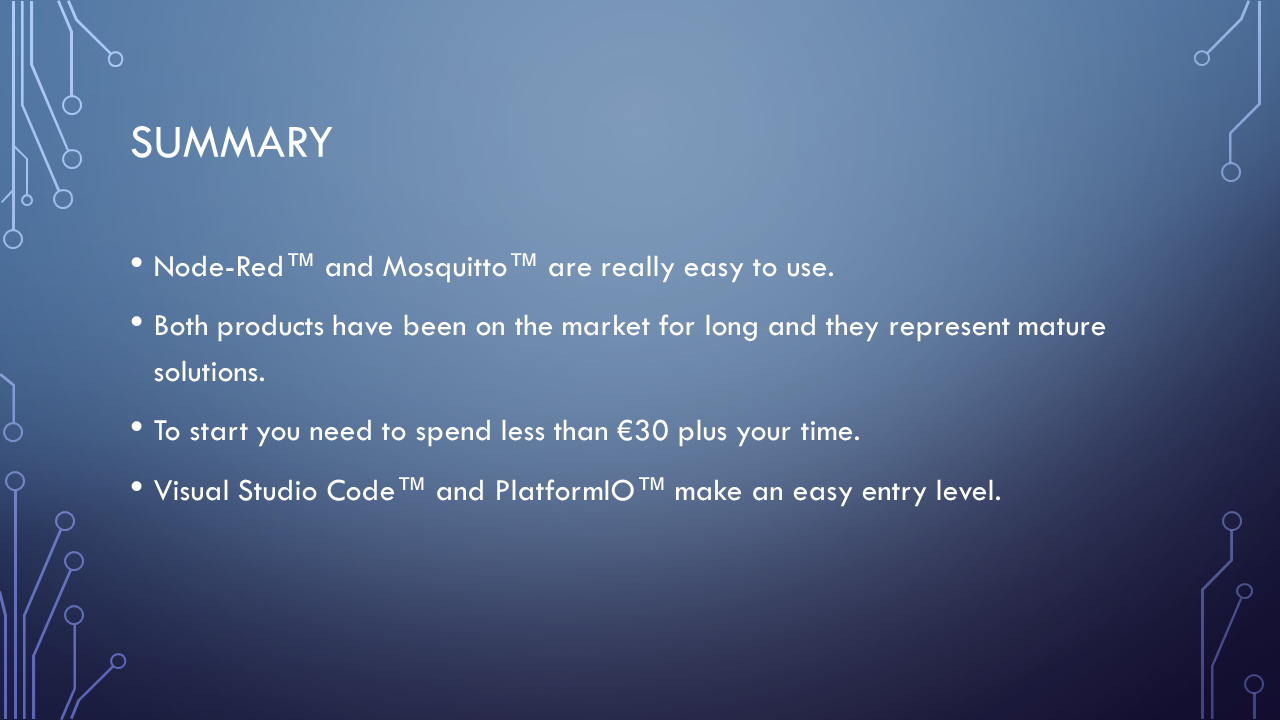 SUMMARY
• Node-Red™ and Mosquitto™ are really easy to use.
• Both products have been on the market for long and they represent mature
solutions.
• To start you need to spend less than €30 plus your time.
• Visual Studio Code™ and PlatformIO™ make an easy entry level.